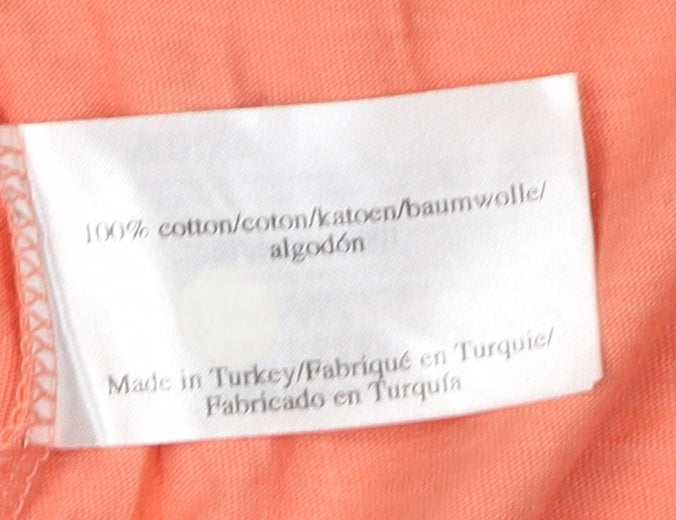 100% cotton/coton/katoen/baumwolle/
algodón
Made in Turkey/Fabriqué en Turquie/
Fabricado en Turquía